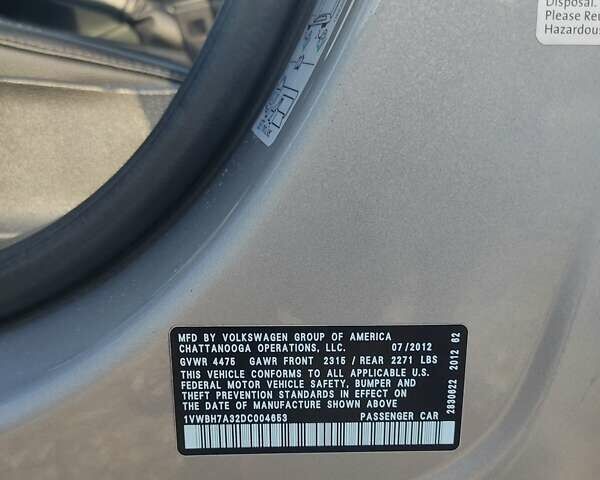 Disposal.
Please Re
Hazardous
MFD BY VOLKSWAGEN GROUP OF AMERICA
CHATTANOOGA OPERATIONS, LLC. 07/2012
GVWR 4475 GAWR FRONT 2315 / REAR 2271 LBS
THIS VEHICLE CONFORMS TO ALL APPLICABLE U.S.
FEDERAL MOTOR VEHICLE SAFETY, BUMPER AND
THEFT PREVENTION STANDARDS IN EFFECT ON
THE DATE OF MANUFACTURE SHOWN ABOVE
1VWBH7A32DC004653 PASSENGER CAR
2830622 2012 62